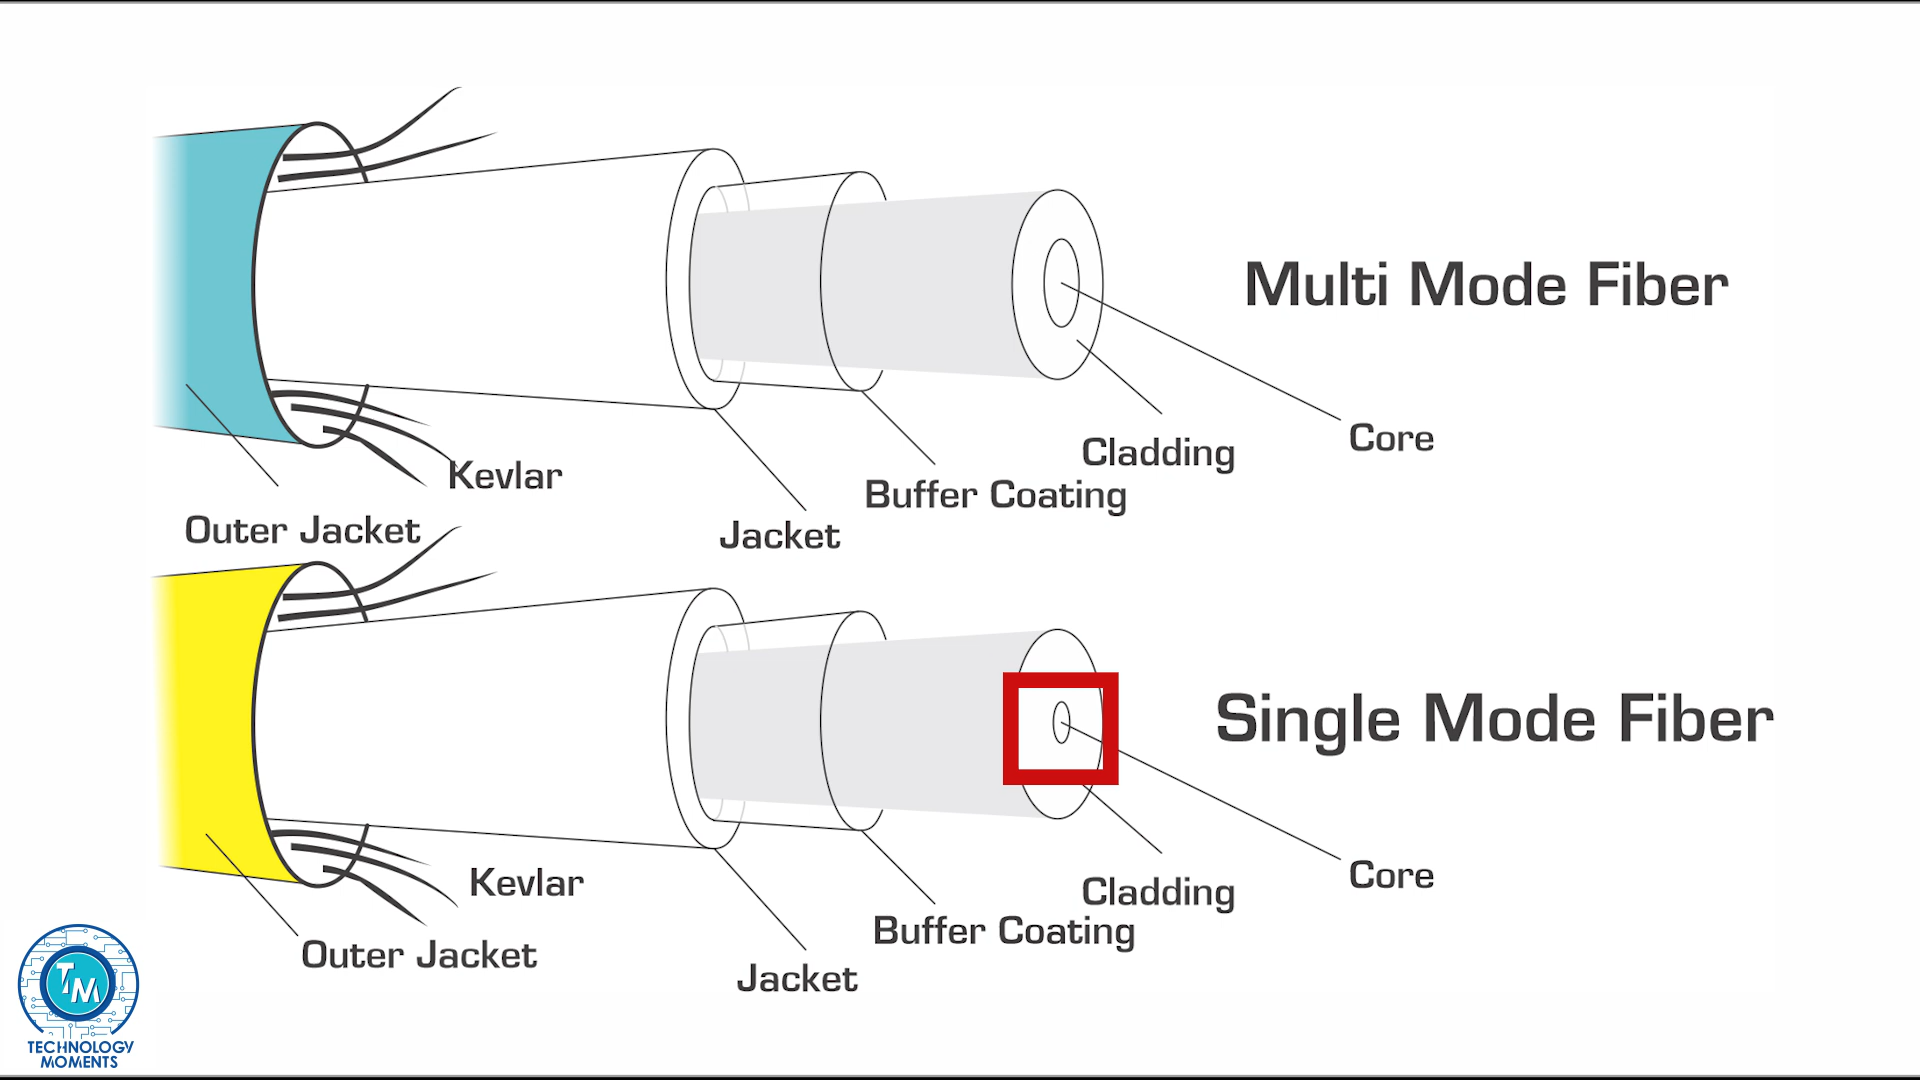 Multi Mode Fiber
Core
Cladding
Kevlar
Buffer Coating
Outer Jacket
Jacket
Single Mode Fiber
Core
Kevlar
Cladding
Buffer Coating
Outer Jacket
Jacket
TM
TECHNOLOGY
MOMENTS